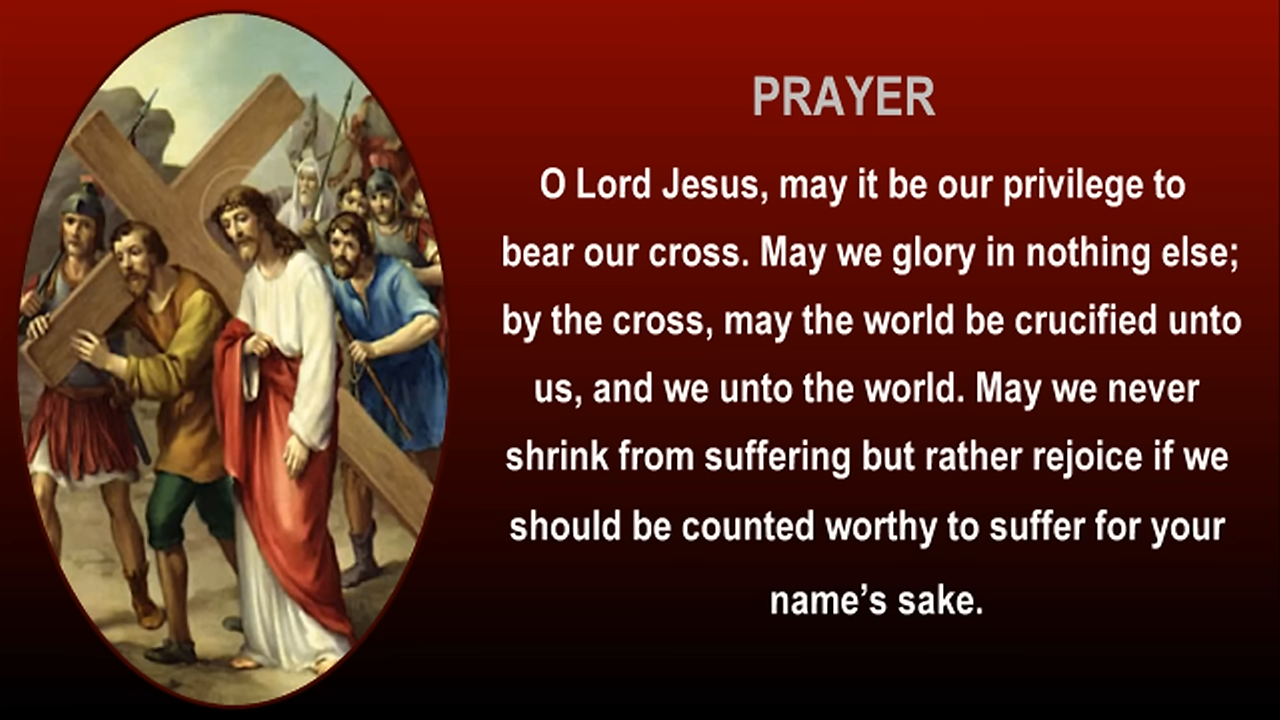 PRAYER
O Lord Jesus, may it be our privilege to
bear our cross. May we glory in nothing else;
by the cross, may the world be crucified unto
us, and we unto the world. May we never
shrink from suffering but rather rejoice if we
should be counted worthy to suffer for your
name’s sake.